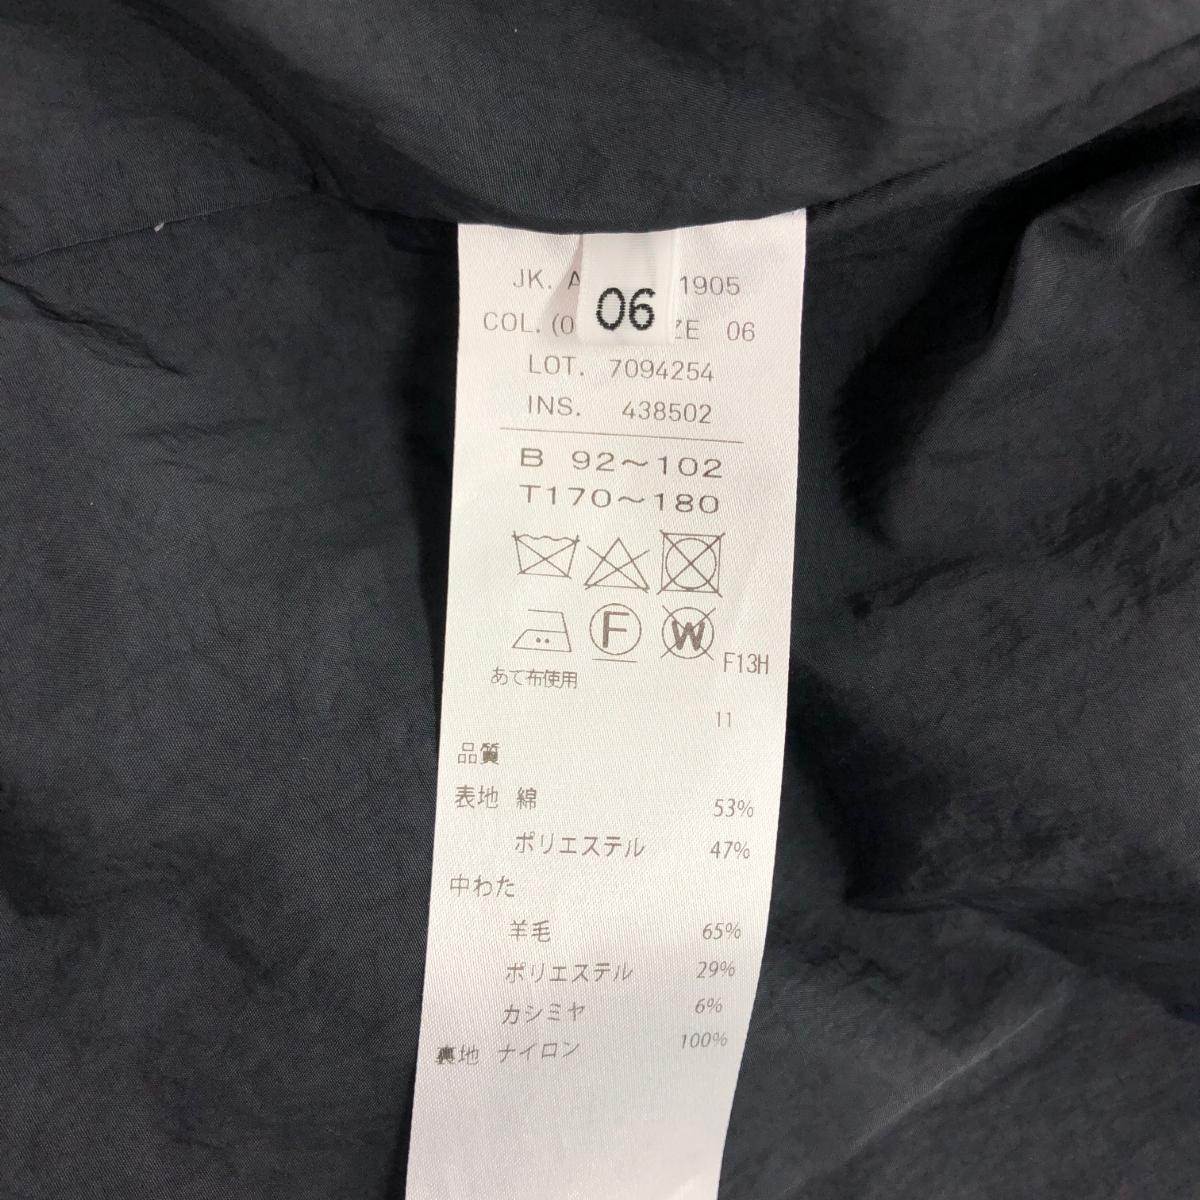 06
JK. 1905
COL. (0 06
LOT. 7094254
INS. 438502
B 92～102
T170～180
F W F13H
あて布使用
11
品質
表地 綿 53%
ポリエステル 47%
中わた
羊毛 65%
ポリエステル 29%
カシミヤ 6%
裏地 ナイロン 100%